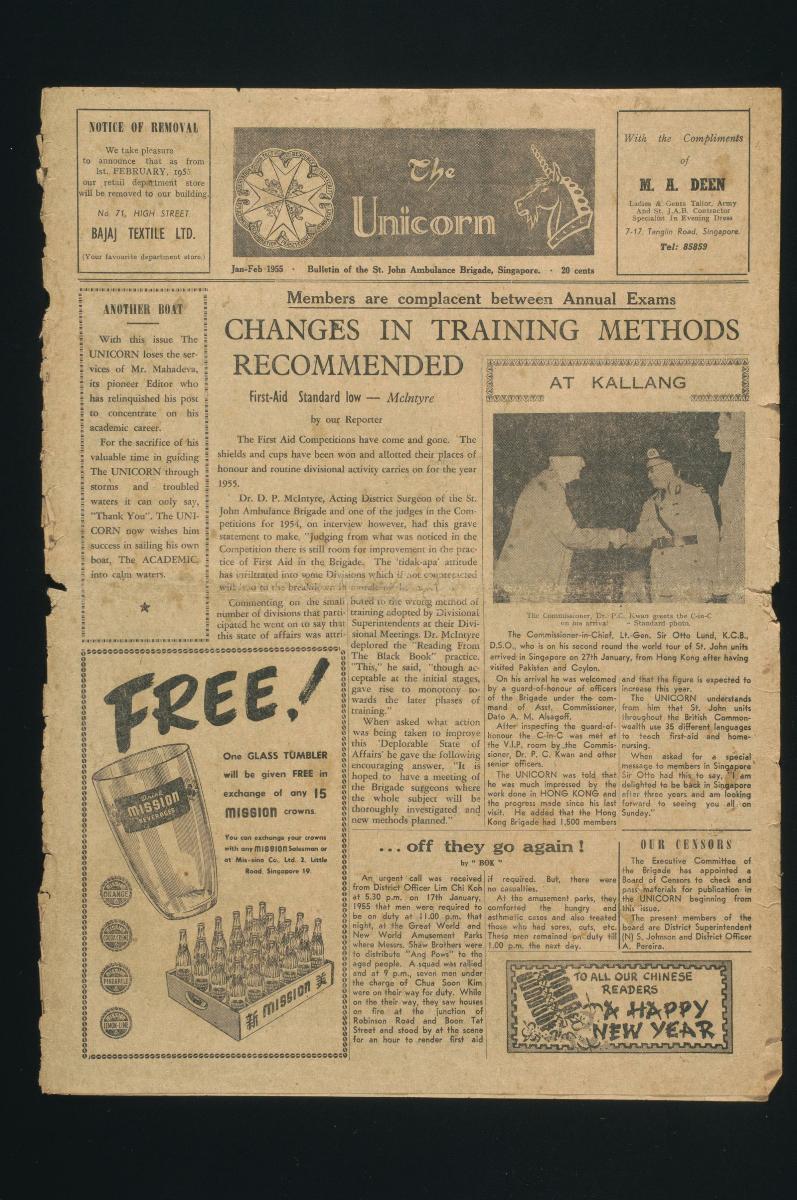 NOTICE OF REMOVAL
We take pleasure
to announce that as from
1st. FEBRUARY, 1955
our retail department store
will be removed to our building.
No. 71, HIGH STREET
BAJAJ TEXTILE LTD.
(Your favourite department store.)
The
Unicorn
With the Compliments
of
M. A. DEEN
Ladies & Gents Tailor, Army
And St. J.A.B. Contractor
Specialist In Evening Dress
7-17, Tanglin Road, Singapore.
Tel: 85859
Jan-Feb 1955 · Bulletin of the St. John Ambulance Brigade, Singapore. · 20 cents
ANOTHER BOAT
With this issue The
UNICORN loses the ser-
vices of Mr. Mahadeva,
its pioneer Editor who
has relinquished his post
to concentrate on his
academic career.
For the sacrifice of his
valuable time in guiding
The UNICORN through
storms and troubled
waters it can only say,
"Thank You". The UNI-
CORN now wishes him
success in sailing his own
boat, The ACADEMIC,
into calm waters.
Members are complacent between Annual Exams
CHANGES IN TRAINING METHODS
RECOMMENDED
First-Aid Standard low — McIntyre
by our Reporter
The First Aid Competitions have come and gone. The
shields and cups have been won and allotted their places of
honour and routine divisional activity carries on for the year
1955.
Dr. D. P. McIntyre, Acting District Surgeon of the St.
John Ambulance Brigade and one of the judges in the Com-
petitions for 1954, on interview however, had this grave
statement to make, "Judging from what was noticed in the
Competition there is still room for improvement in the prac-
tice of First Aid in the Brigade. The 'tidak-apa' attitude
has infiltrated into some Divisions which if not counteracted
will lead to the breakdown in
Commenting on the small
number of divisions that parti-
cipated he went on to say that
this state of affairs was attri-
buted to the wrong method of
training adopted by Divisional
Superintendents at their Divi-
sional Meetings. Dr. McIntyre
deplored the "Reading From
The Black Book" practice.
"This," he said, "though ac-
ceptable at the initial stages,
gave rise to monotony to-
wards the later phases of
training."
When asked what action
was being taken to improve
this 'Deplorable State of
Affairs' he gave the following
encouraging answer, "It is
hoped to have a meeting of
the Brigade surgeons where
the whole subject will be
thoroughly investigated and
new methods planned."
AT KALLANG
The Commissioner, Dr. P.C. Kwan greets the C-in-C
on his arrival - Standard photo.
The Commissioner-in-Chief, Lt.-Gen. Sir Otto Lund, K.C.B.,
D.S.O., who is on his second round the world tour of St. John units
arrived in Singapore on 27th January, from Hong Kong after having
visited Pakistan and Ceylon.
On his arrival he was welcomed
by a guard-of-honour of officers
of the Brigade under the com-
mand of Asst. Commissioner,
Dato A. M. Alsagoff.
After inspecting the guard-of-
honour the C-in-C was met at
the V.I.P. room by the Commis-
sioner, Dr. P. C. Kwan and other
senior officers.
The UNICORN was told that
he was much impressed by the
work done in HONG KONG and
the progress made since his last
visit. He added that the Hong
Kong Brigade had 1,500 members
and that the figure is expected to
increase this year.
The UNICORN understands
from him that St. John units
throughout the British Common-
wealth use 35 different languages
to teach first-aid and home-
nursing.
When asked for a special
message to members in Singapore
Sir Otto had this to say, "I am
delighted to be back in Singapore
after three years and am looking
forward to seeing you all on
Sunday."
FREE!
One GLASS TUMBLER
will be given FREE in
exchange of any 15
MISSION crowns.
You can exchange your crowns
with any MISSION Salesman or
at Mis-sino Co. Ltd. 2, Little
Road, Singapore 19.
Drink
MISSION
BEVERAGES
ORANGE
PINEAPPLE
LEMON-LIME
新 MISSION 美
...off they go again!
by "BOK"
An urgent call was received
from District Officer Lim Chi Koh
at 5.30 p.m. on 17th January,
1955 that men were required to
be on duty at 11.00 p.m. that
night, at the Great World and
New World Amusement Parks
where Messrs. Shaw Brothers were
to distribute "Ang Pows" to the
aged people. A squad was rallied
and at 9 p.m., seven men under
the charge of Chua Soon Kim
were on their way for duty. While
on the their way, they saw houses
on fire at the junction of
Robinson Road and Boon Tat
Street and stood by at the scene
for an hour to render first aid
if required. But, there were
no casualties.
At the amusement parks, they
comforted the hungry and
asthmatic cases and also treated
those who had sores, cuts, etc.
These men remained on duty till
1.00 p.m. the next day.
OUR CENSORS
The Executive Committee of
the Brigade has appointed a
Board of Censors to check and
pass materials for publication in
the UNICORN beginning from
this issue.
The present members of the
board are District Superintendent
(N) S. Johnson and District Officer
A. Pereira.
TO ALL OUR CHINESE
READERS
A HAPPY
NEW YEAR